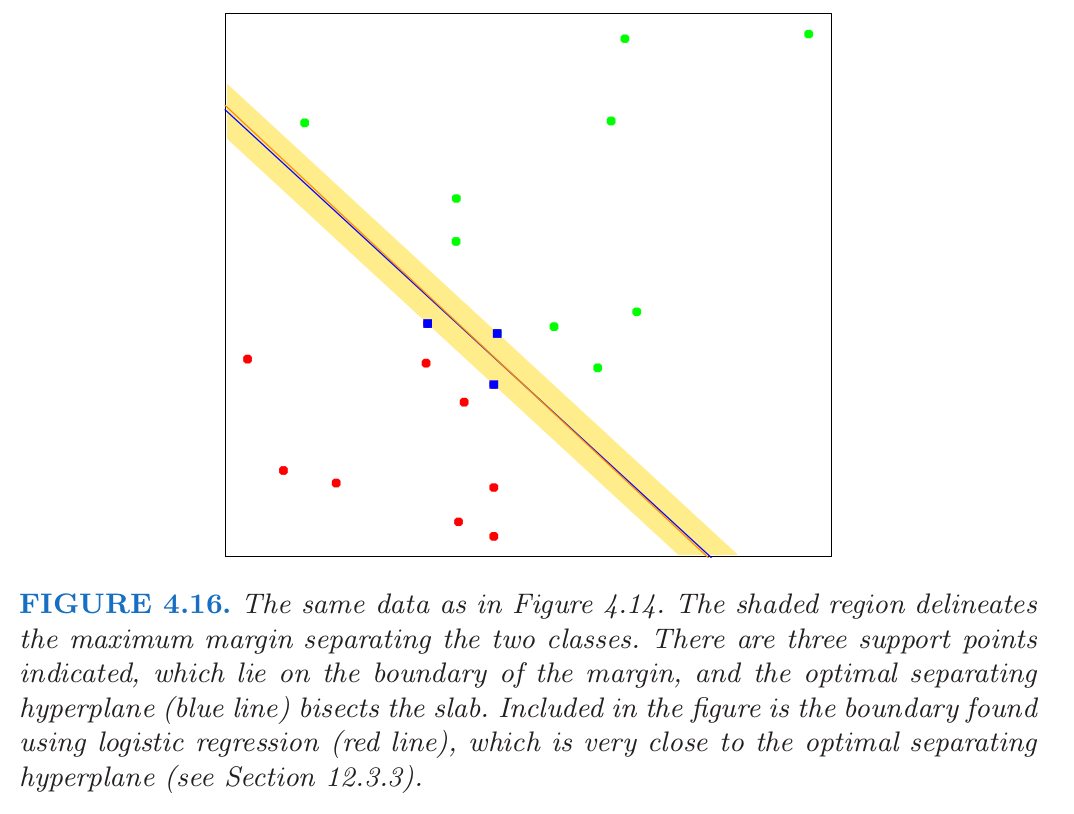 FIGURE 4.16. The same data as in Figure 4.14. The shaded region delineates
the maximum margin separating the two classes. There are three support points
indicated, which lie on the boundary of the margin, and the optimal separating
hyperplane (blue line) bisects the slab. Included in the figure is the boundary found
using logistic regression (red line), which is very close to the optimal separating
hyperplane (see Section 12.3.3).